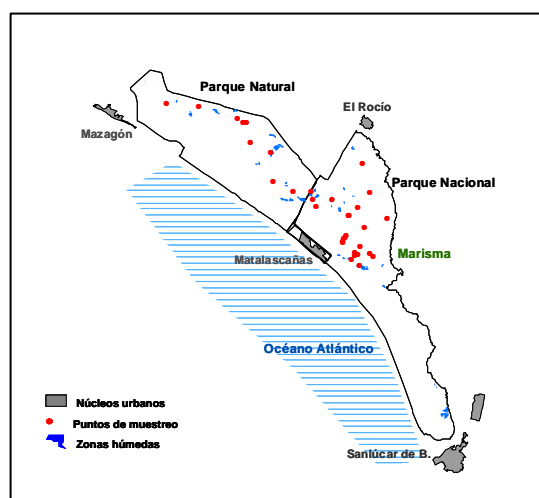 Parque Natural
El Rocío
Mazagón
Parque Nacional
Marisma
Matalascañas
Océano Atlántico
Núcleos urbanos
Puntos de muestreo
Zonas húmedas
Sanlúcar de B.